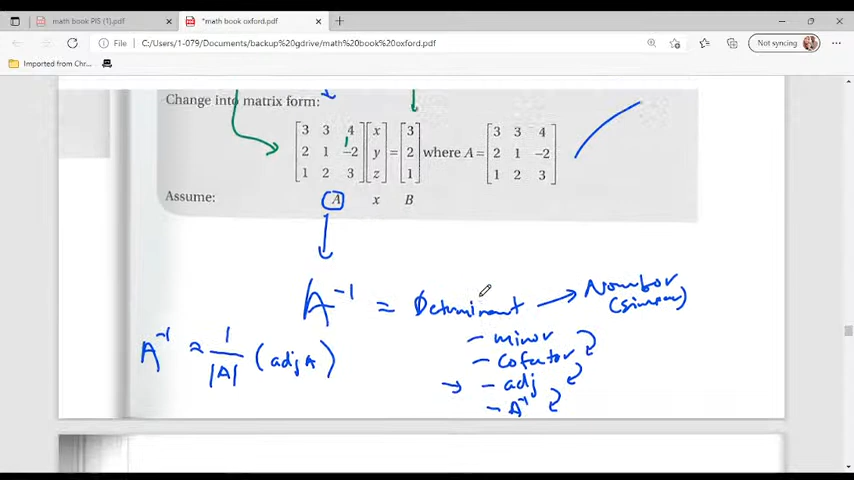 math book PIS (1).pdf
*math book oxford.pdf
File | C:/Users/1-079/Documents/backup%20gdrive/math%20book%20oxford.pdf
Not syncing
Imported from Chr...
Change into matrix form:
3 3 4 x 3 3 3 4
2 1 -2 y = 2 where A = 2 1 -2
1 2 3 z 1 1 2 3
Assume: A x B
A⁻¹ = Determinant → Number
- minor
- cofactor
A⁻¹ = 1/|A| (adj A)
→ - adj
- A⁻¹